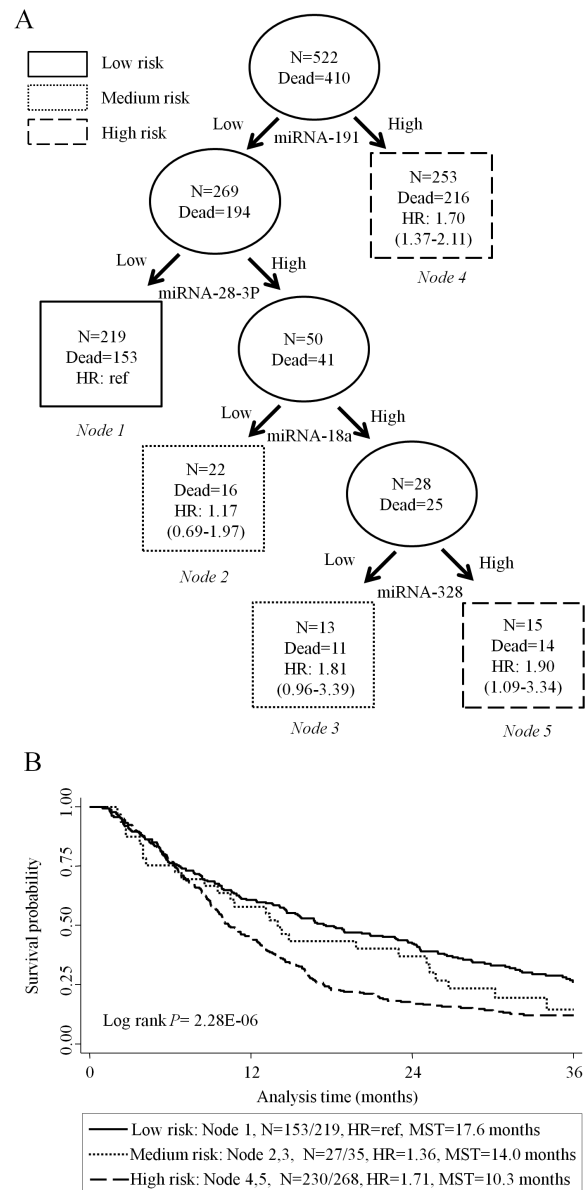 A
Low risk
Medium risk
High risk
N=522
Dead=410
Low
High
miRNA-191
N=269
Dead=194
N=253
Dead=216
HR: 1.70
(1.37-2.11)
Node 4
Low
High
miRNA-28-3P
N=219
Dead=153
HR: ref
Node 1
N=50
Dead=41
Low
High
miRNA-18a
N=22
Dead=16
HR: 1.17
(0.69-1.97)
Node 2
N=28
Dead=25
Low
High
miRNA-328
N=13
Dead=11
HR: 1.81
(0.96-3.39)
Node 3
N=15
Dead=14
HR: 1.90
(1.09-3.34)
Node 5
B
Survival probability
1.00
0.75
0.50
0.25
0.00
Log rank P= 2.28E-06
0 12 24 36
Analysis time (months)
Low risk: Node 1, N=153/219, HR=ref, MST=17.6 months
Medium risk: Node 2,3, N=27/35, HR=1.36, MST=14.0 months
High risk: Node 4,5, N=230/268, HR=1.71, MST=10.3 months